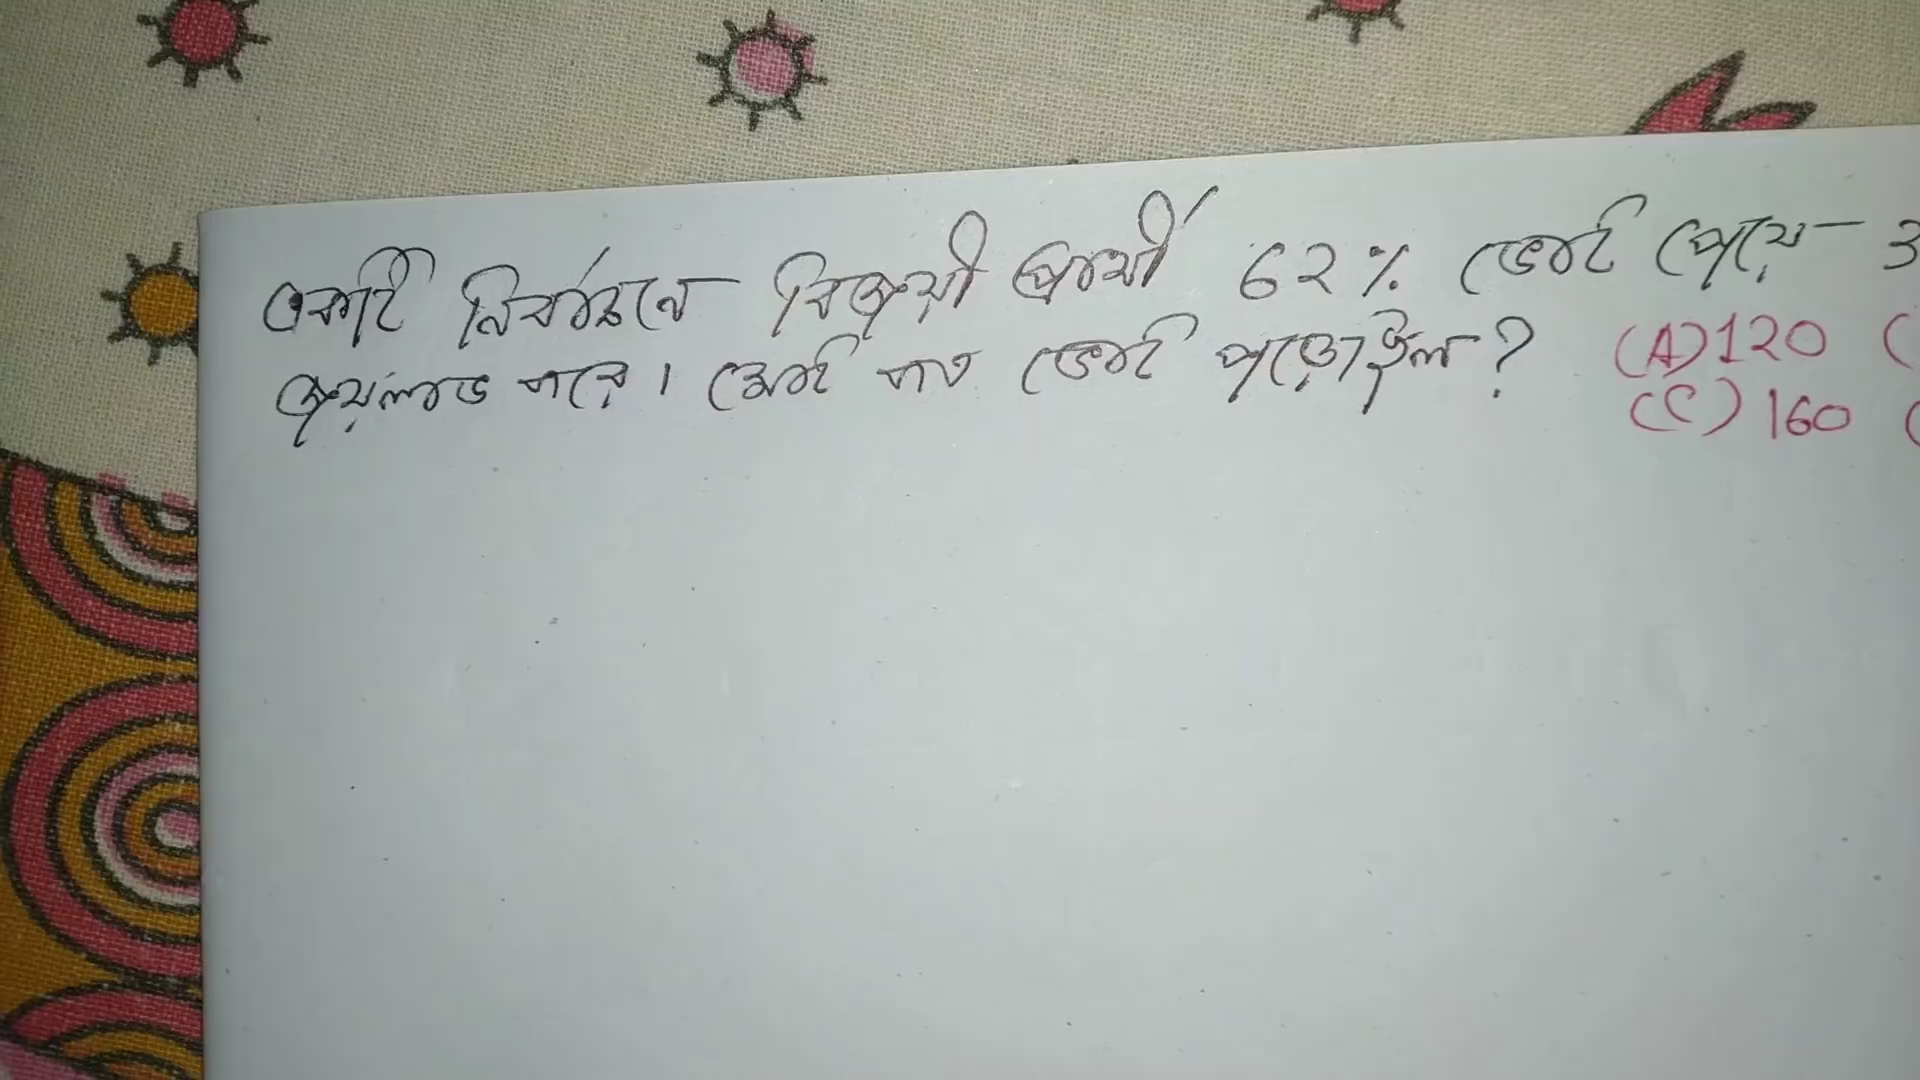 একটি নির্বাচনে বিজয়ী প্রার্থী 62% ভোট পেয়ে
জয়লাভ করে। মোট কত ভোট পড়েছিল? (A) 120 (
(C) 160 (